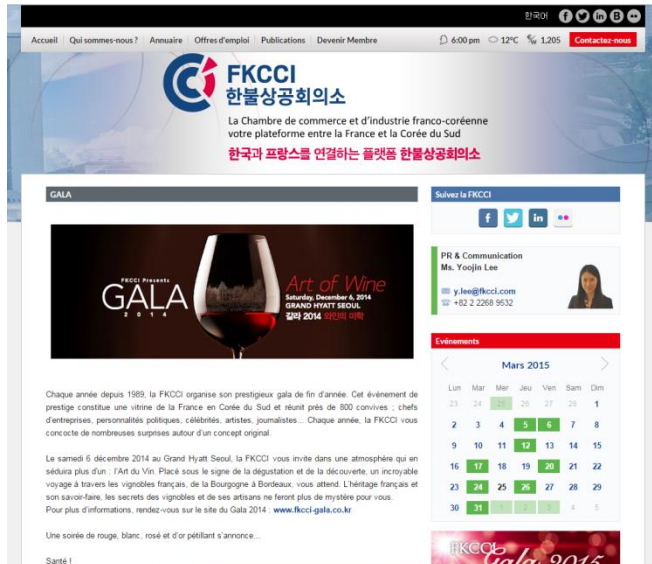 한국어
Accueil Qui sommes-nous ? Annuaire Offres d'emploi Publications Devenir Membre 6:00 pm 12°C 1,205 Contactez-nous
FKCCI
한불상공회의소
La Chambre de commerce et d'industrie franco-coréenne
votre plateforme entre la France et la Corée du Sud
한국과 프랑스를 연결하는 플랫폼 한불상공회의소
GALA
FKCCI Presents
GALA
2014
Art of Wine
Saturday, December 6, 2014
GRAND HYATT SEOUL
갈라 2014 와인의 미학
Chaque année depuis 1989, la FKCCI organise son prestigieux gala de fin d'année. Cet évènement de
prestige constitue une vitrine de la France en Corée du Sud et réunit près de 800 convives ; chefs
d'entreprises, personnalités politiques, célébrités, artistes, journalistes... Chaque année, la FKCCI vous
concocte de nombreuses surprises autour d'un concept original.
Le samedi 6 décembre 2014 au Grand Hyatt Seoul, la FKCCI vous invite dans une atmosphère qui en
séduira plus d'un : l'Art du Vin. Placé sous le signe de la dégustation et de la découverte, un incroyable
voyage à travers les vignobles français, de la Bourgogne à Bordeaux, vous attend. L'héritage français et
son savoir-faire, les secrets des vignobles et de ses artisans ne feront plus de mystère pour vous.
Pour plus d'informations, rendez-vous sur le site du Gala 2014 : www.fkcci-gala.co.kr
Une soirée de rouge, blanc, rosé et d'or pétillant s'annonce...
Santé !
Suivez la FKCCI
PR & Communication
Ms. Yoojin Lee
y.lee@fkcci.com
+82 2 2268 9532
Evénements
Mars 2015
Lun Mar Mer Jeu Ven Sam Dim
23 24 25 26 27 28 1
2 3 4 5 6 7 8
9 10 11 12 13 14 15
16 17 18 19 20 21 22
23 24 25 26 27 28 29
30 31 1 2 3 4 5
FKCCI
Gala 2015